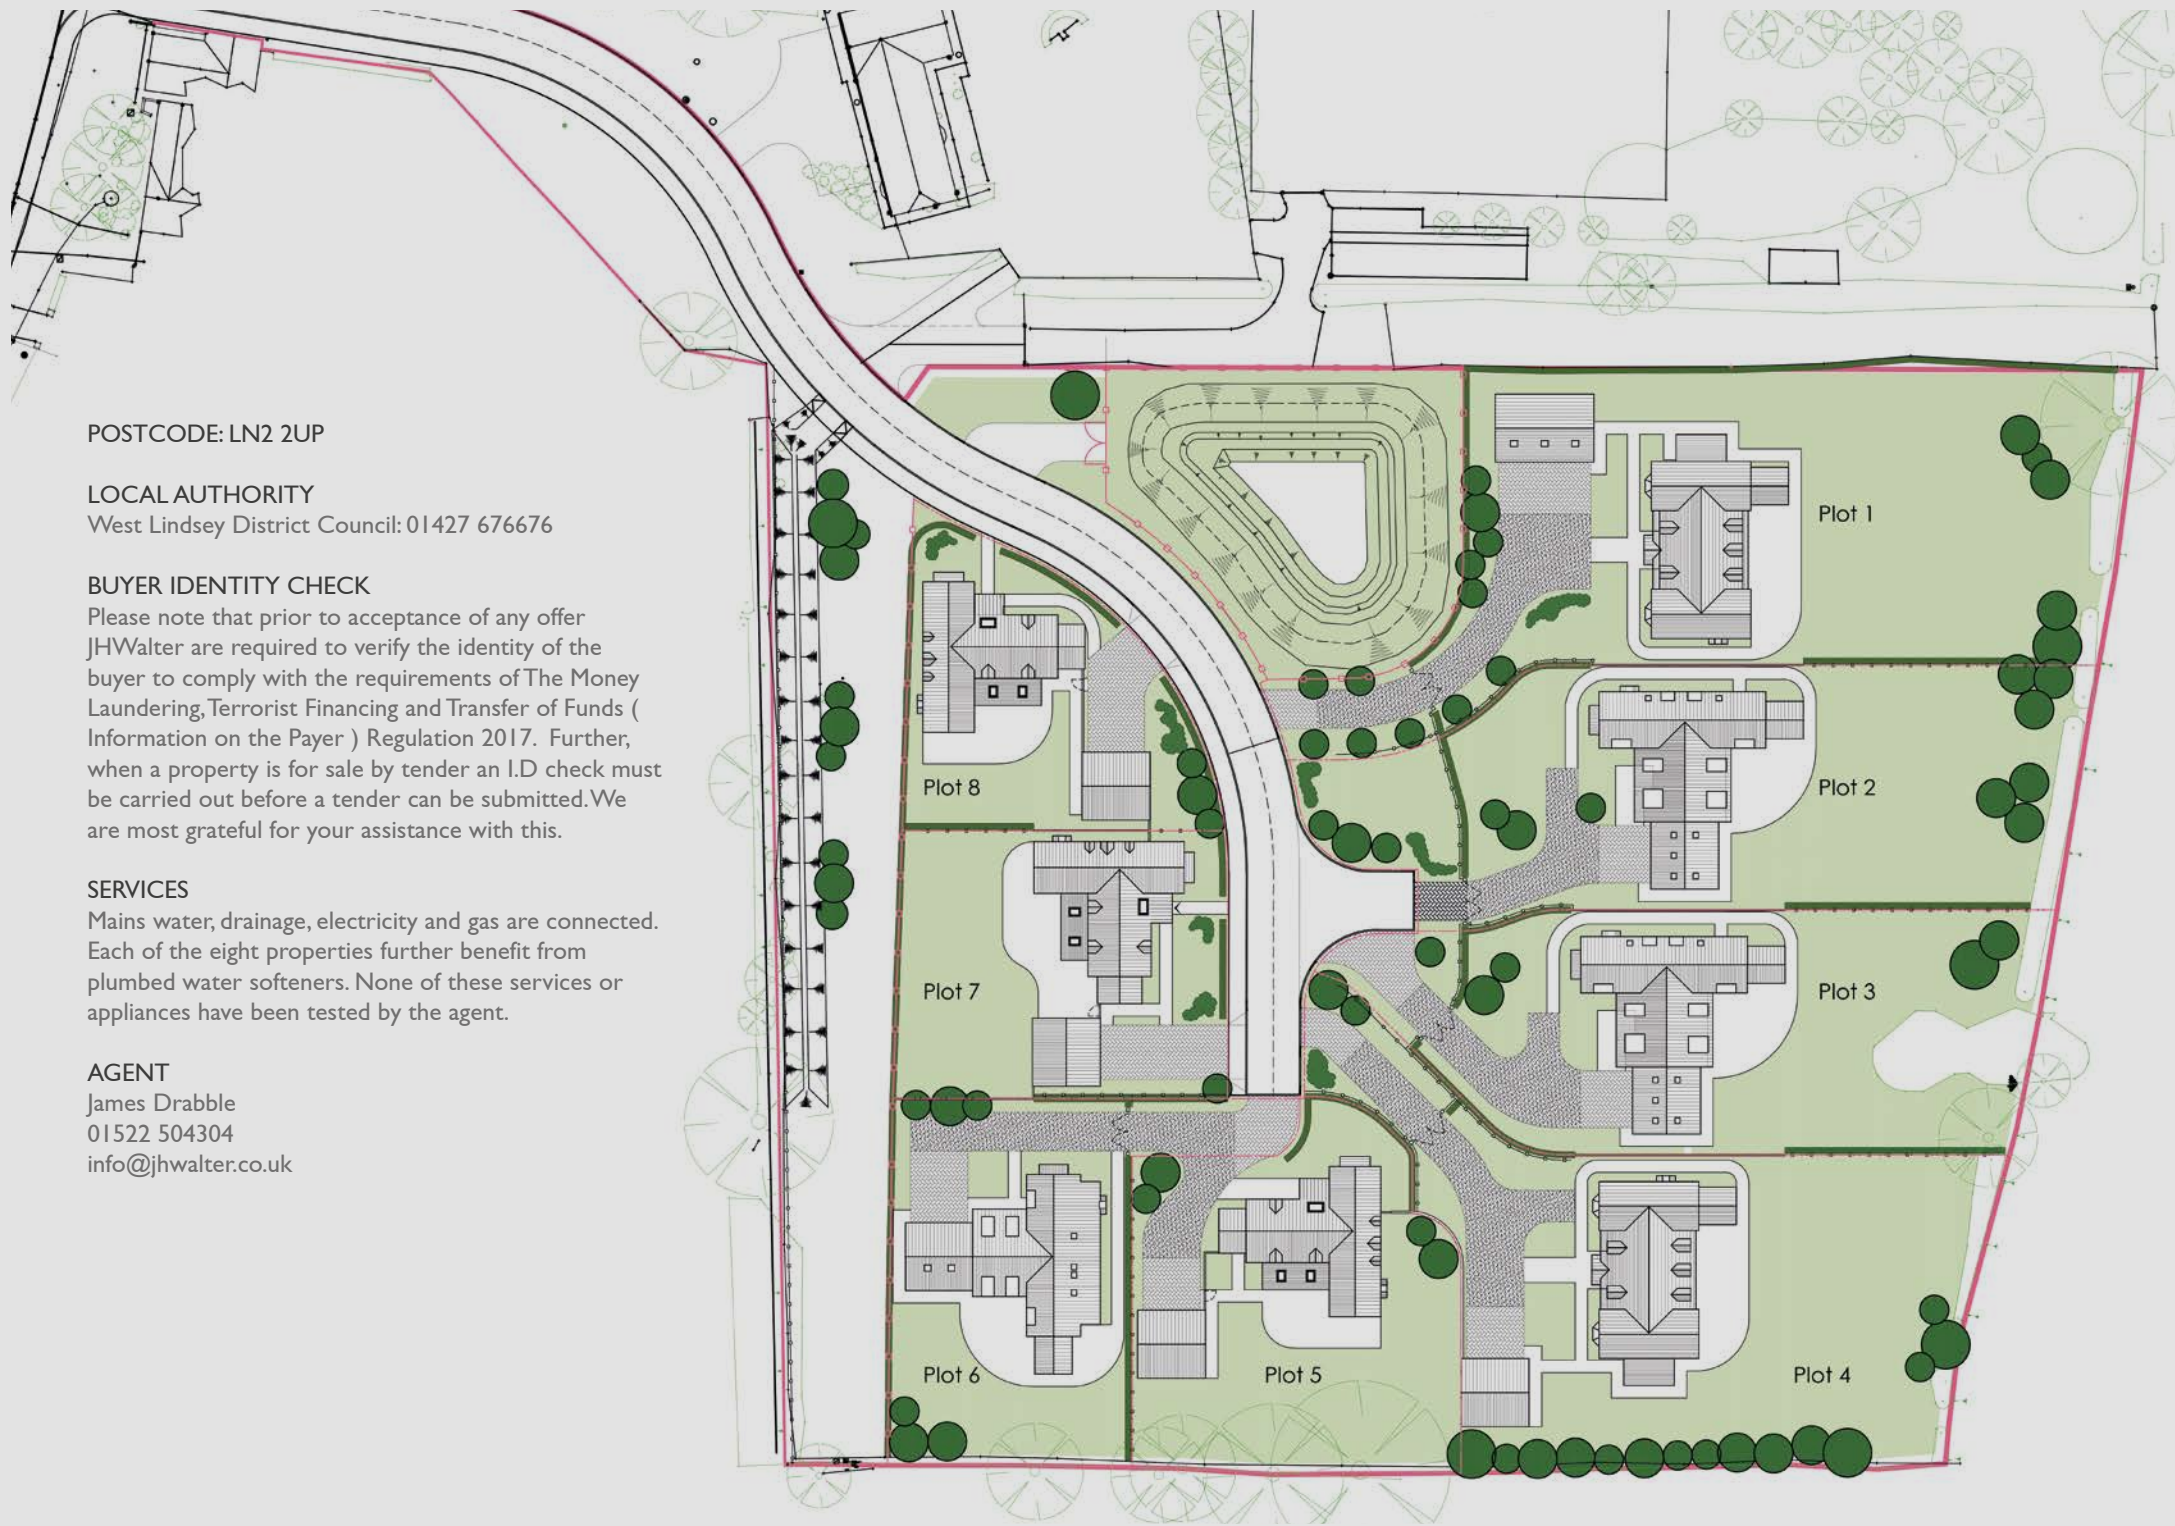 POSTCODE: LN2 2UP
LOCAL AUTHORITY
West Lindsey District Council: 01427 676676
BUYER IDENTITY CHECK
Please note that prior to acceptance of any offer
JHWalter are required to verify the identity of the
buyer to comply with the requirements of The Money
Laundering, Terrorist Financing and Transfer of Funds (
Information on the Payer ) Regulation 2017. Further,
when a property is for sale by tender an I.D check must
be carried out before a tender can be submitted. We
are most grateful for your assistance with this.
SERVICES
Mains water, drainage, electricity and gas are connected.
Each of the eight properties further benefit from
plumbed water softeners. None of these services or
appliances have been tested by the agent.
AGENT
James Drabble
01522 504304
info@jhwalter.co.uk
Plot 1
Plot 2
Plot 3
Plot 4
Plot 5
Plot 6
Plot 7
Plot 8